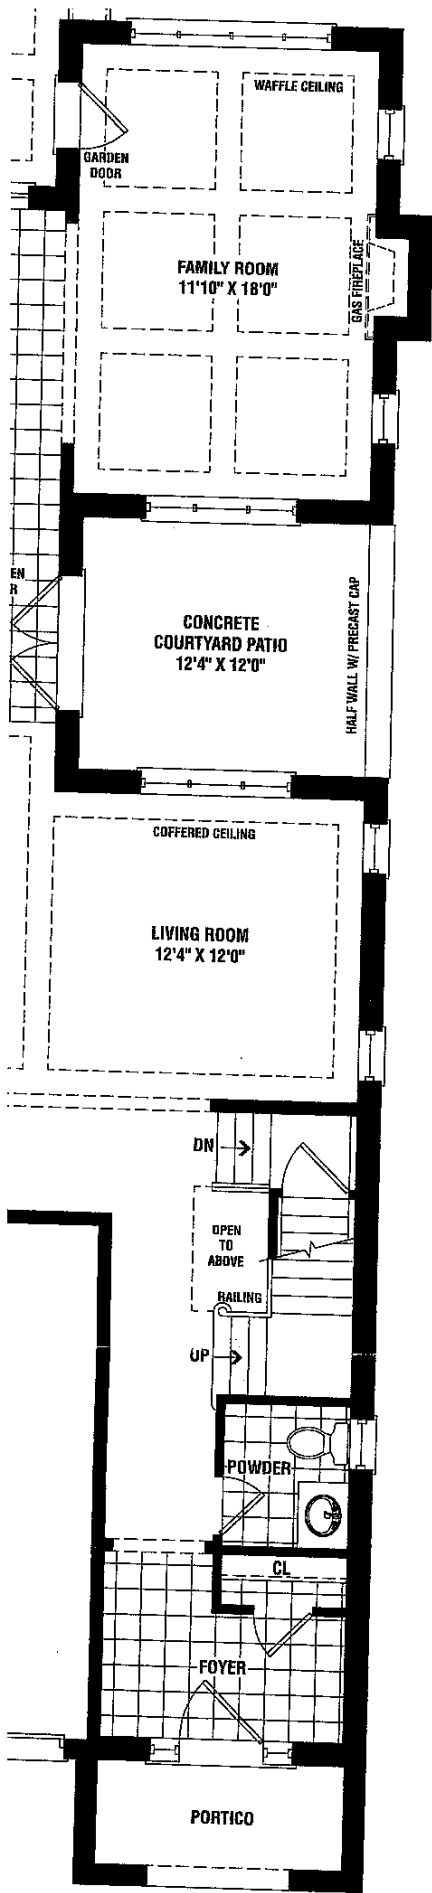 WAFFLE CEILING
GARDEN
DOOR
FAMILY ROOM
11'10" X 18'0"
GAS FIREPLACE
EN
R
CONCRETE
COURTYARD PATIO
12'4" X 12'0"
HALF WALL W/ PRECAST CAP
COFFERED CEILING
LIVING ROOM
12'4" X 12'0"
DN
OPEN
TO
ABOVE
RAILING
UP
POWDER
CL
FOYER
PORTICO